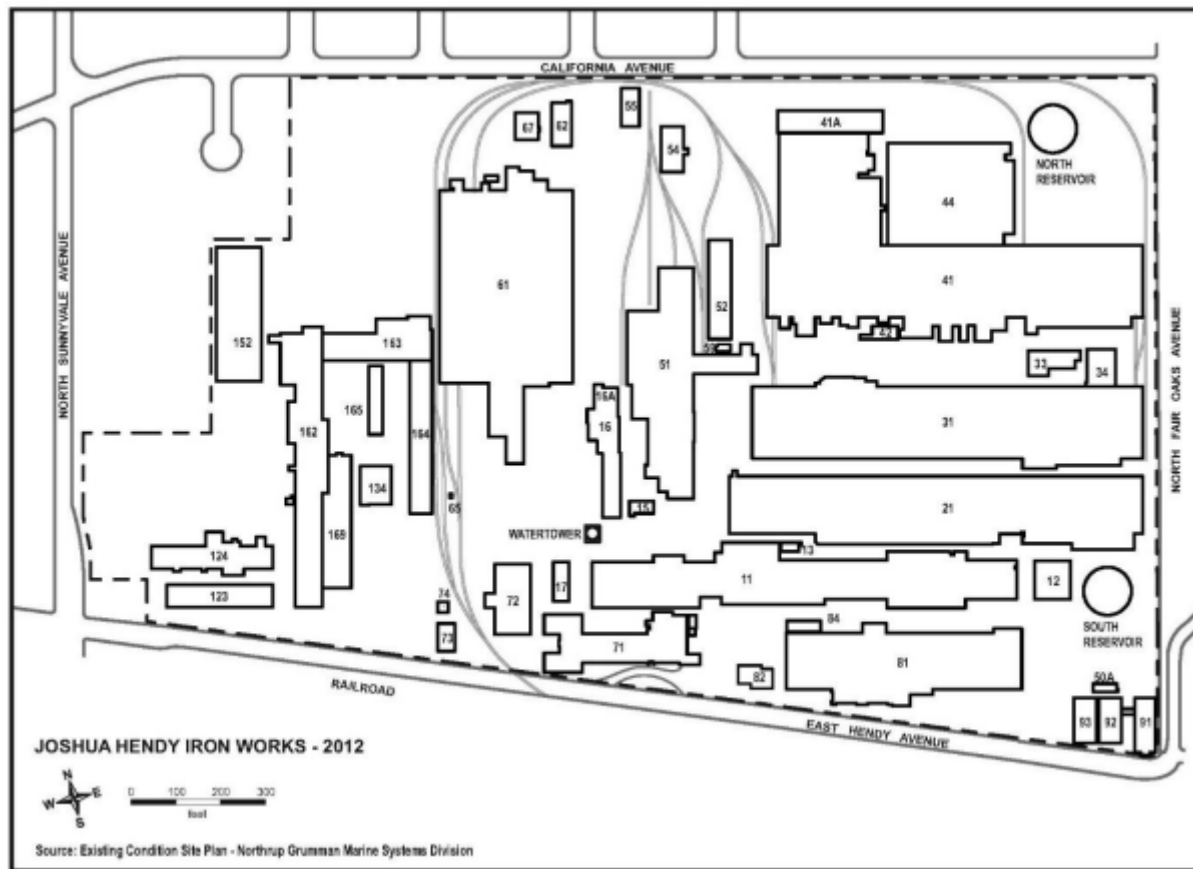 CALIFORNIA AVENUE
55
67
62
41A
54
NORTH
RESERVOIR
44
61
52
41
152
163
42
NORTH SUNNYVALE AVENUE
NORTH FAIR OAKS AVENUE
51
33
34
16A
165
164
16
162
31
134
65
15
21
169
WATERTOWER
13
124
11
17
12
72
123
74
SOUTH
RESERVOIR
84
73
71
81
82
50A
RAILROAD
93
92
91
EAST HENDY AVENUE
JOSHUA HENDY IRON WORKS - 2012
N
W
E
S
0 100 200 300
feet
Source: Existing Condition Site Plan - Northrup Grumman Marine Systems Division